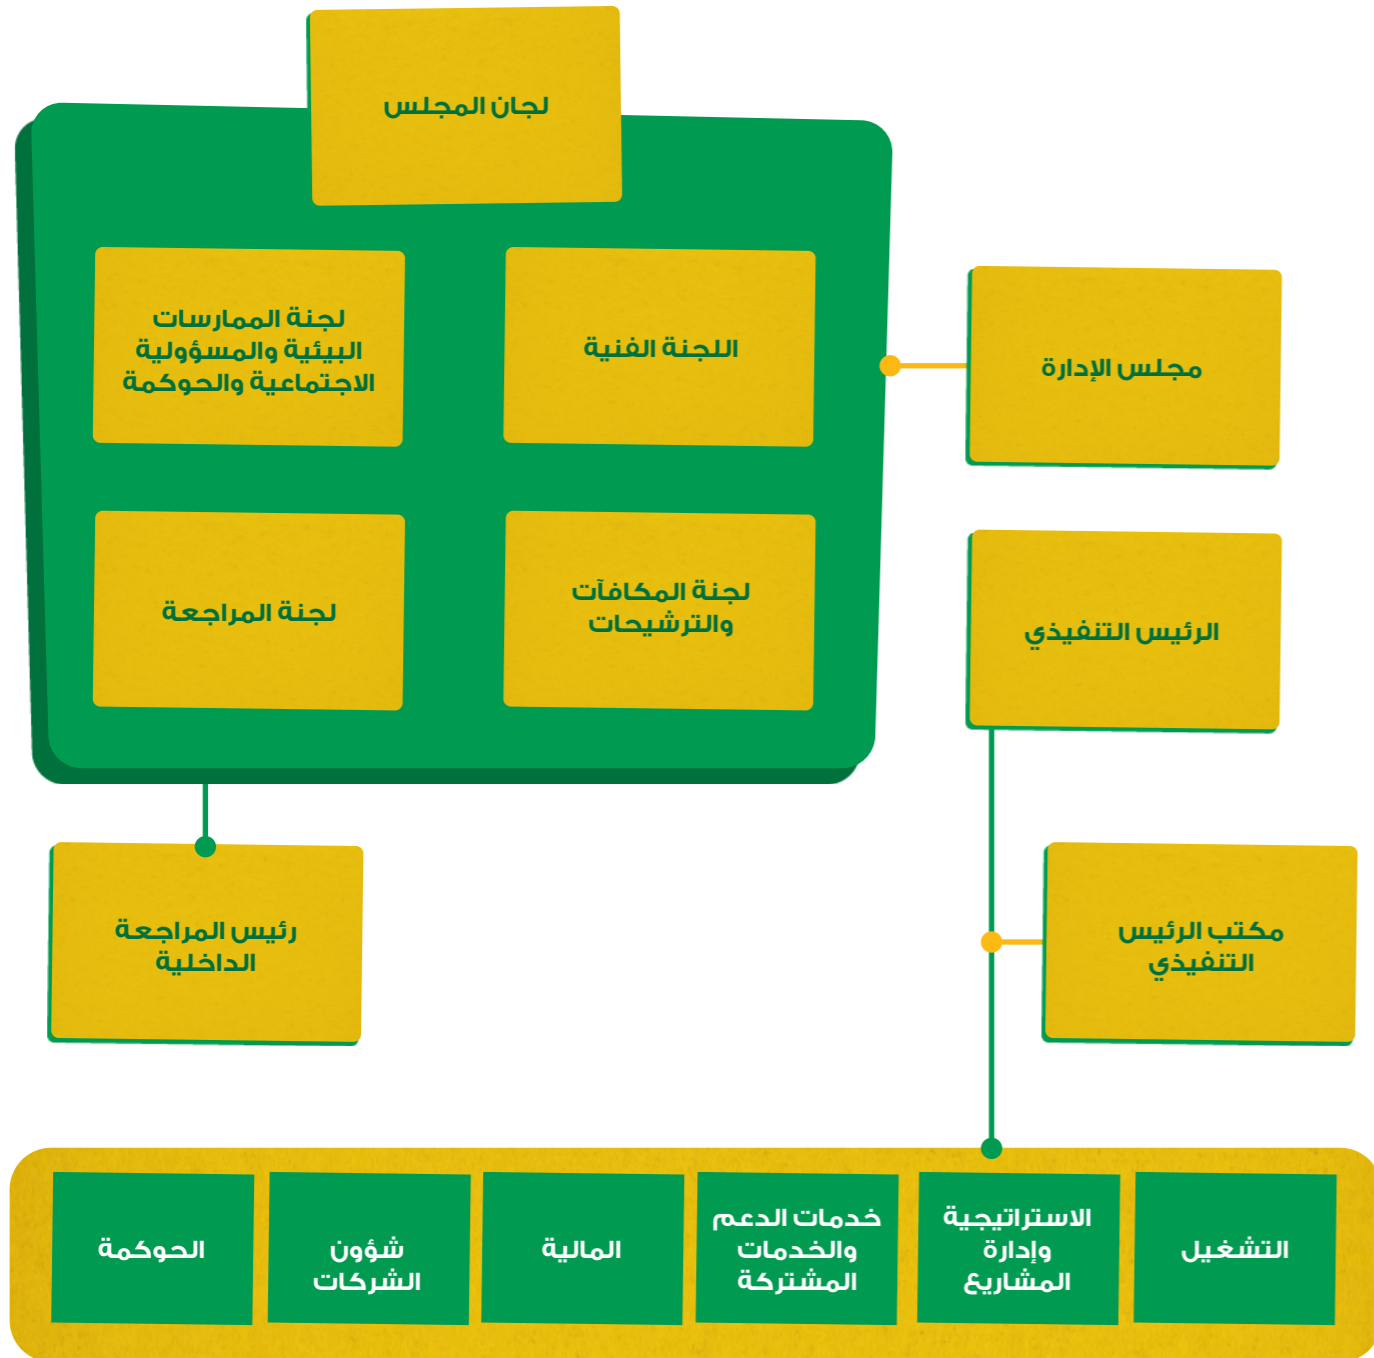 لجان المجلس
مجلس الإدارة
اللجنة الفنية
لجنة الممارسات
البيئية والمسؤولية
الاجتماعية والحوكمة
لجنة المكافآت
والترشيحات
لجنة المراجعة
الرئيس التنفيذي
مكتب الرئيس
التنفيذي
رئيس المراجعة
الداخلية
التشغيل
الاستراتيجية
وإدارة
المشاريع
خدمات الدعم
والخدمات
المشتركة
المالية
شؤون
الشركات
الحوكمة